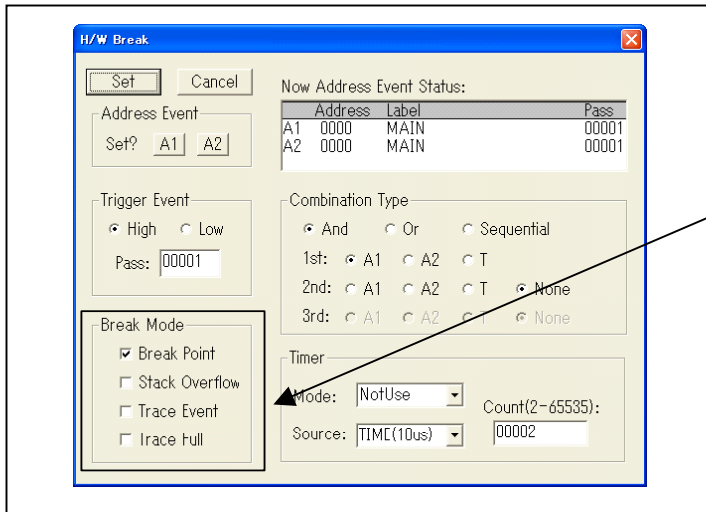 H/W Break
Set Cancel
Address Event
Set? A1 A2
Now Address Event Status:
Address Label Pass
A1 0000 MAIN 00001
A2 0000 MAIN 00001
Trigger Event
High Low
Pass: 00001
Combination Type
And Or Sequential
1st: A1 A2 T
2nd: A1 A2 T None
3rd: A1 A2 T None
Break Mode
Break Point
Stack Overflow
Trace Event
Trace Full
Timer
Mode: NotUse
Count(2-65535):
Source: TIME(10us) 00002